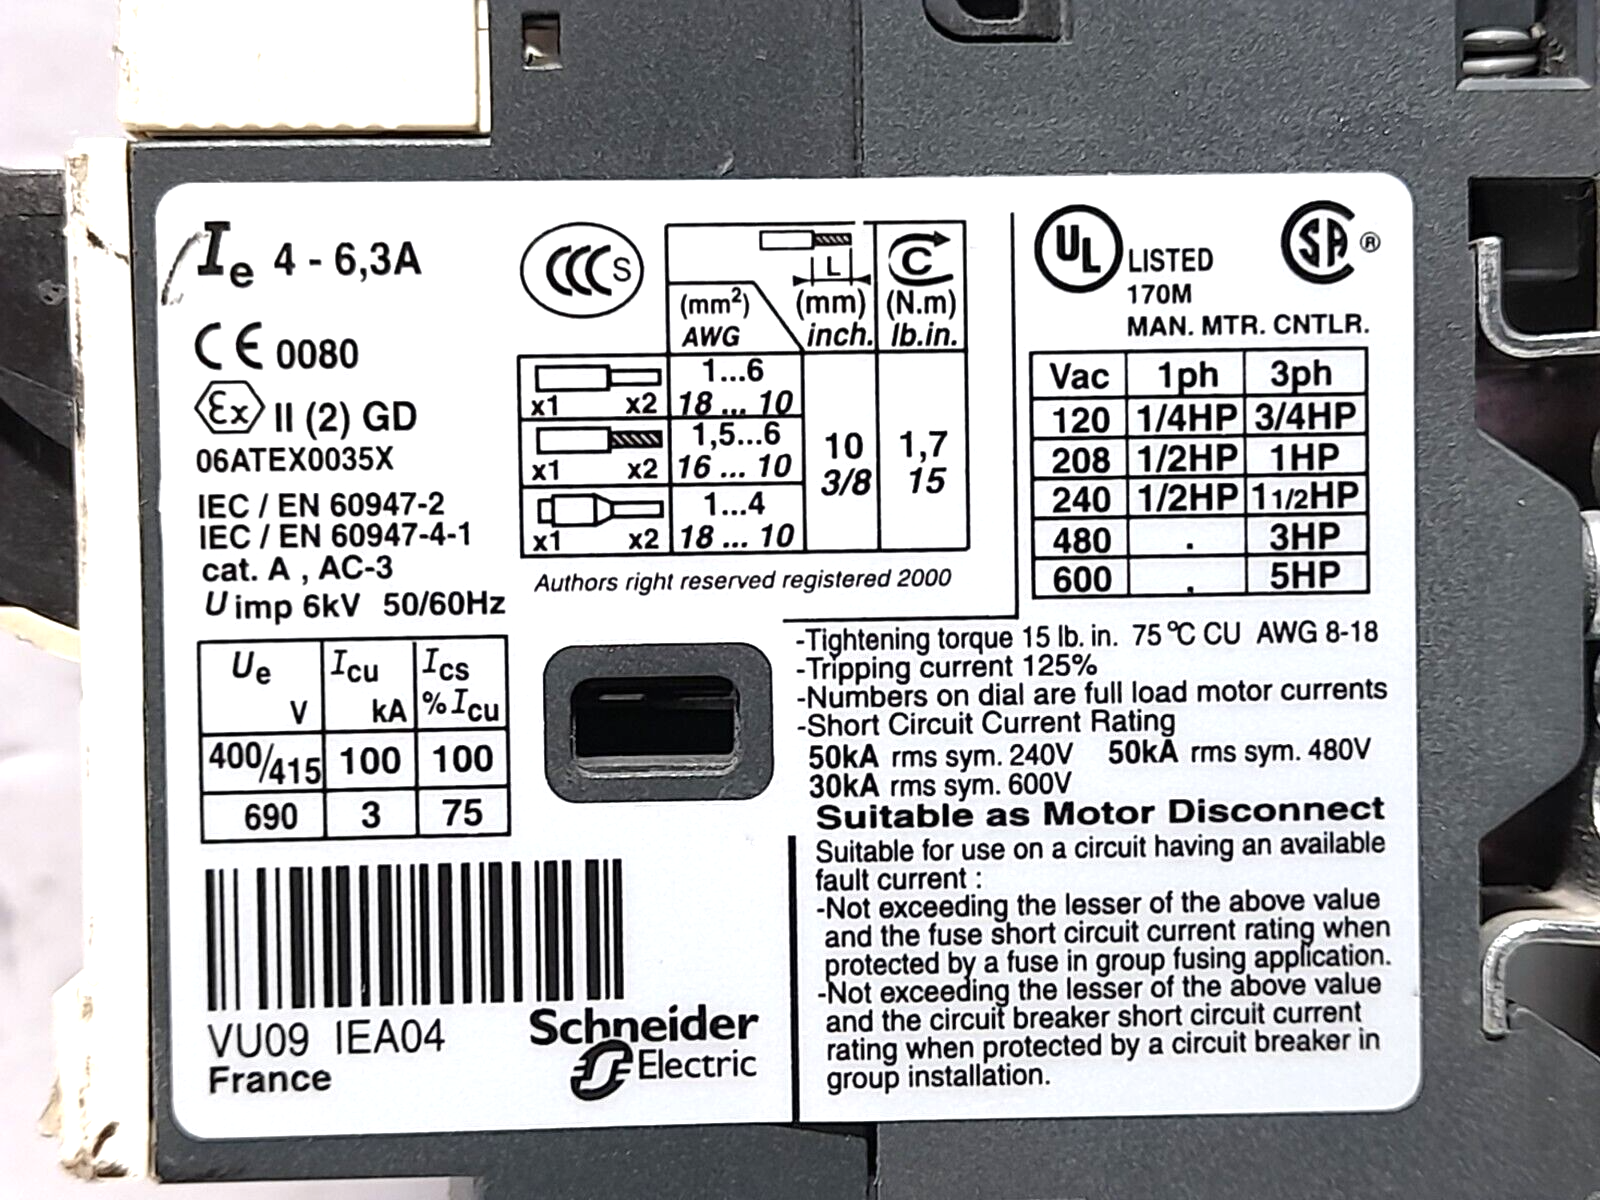 Ie 4 - 6,3A
CE 0080
Ex II (2) GD
06ATEX0035X
IEC / EN 60947-2
IEC / EN 60947-4-1
cat. A , AC-3
U imp 6kV 50/60Hz
Ue V Icu kA Ics % Icu
400/415 100 100
690 3 75
VU09 IEA04
France
Schneider
Electric
CCC S
L
(mm²) (mm) (N.m)
AWG inch. lb.in.
x1 x2 1...6
18 ... 10
x1 x2 1,5...6
16 ... 10
x1 x2 1...4
18 ... 10
10 1,7
3/8 15
Authors right reserved registered 2000
UL LISTED SA ®
170M
MAN. MTR. CNTLR.
Vac 1ph 3ph
120 1/4HP 3/4HP
208 1/2HP 1HP
240 1/2HP 1 1/2HP
480 . 3HP
600 . 5HP
-Tightening torque 15 lb. in. 75 °C CU AWG 8-18
-Tripping current 125%
-Numbers on dial are full load motor currents
-Short Circuit Current Rating
50kA rms sym. 240V 50kA rms sym. 480V
30kA rms sym. 600V
Suitable as Motor Disconnect
Suitable for use on a circuit having an available
fault current :
-Not exceeding the lesser of the above value
and the fuse short circuit current rating when
protected by a fuse in group fusing application.
-Not exceeding the lesser of the above value
and the circuit breaker short circuit current
rating when protected by a circuit breaker in
group installation.